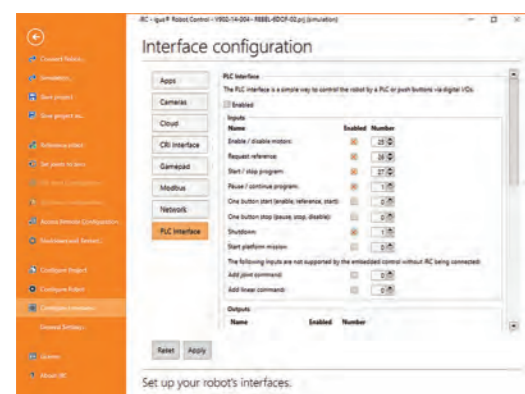 iRC - igus® Robot Control - V902-14-004 - REBEL-6DOF-02.prj (simulation)
Interface configuration
Connect Robot...
Simulation...
Save project
Save project as...
Reference robot
Set joints to zero
Access Remote Configuration
Configure Project
Configure Robot
Configure Interfaces
General Settings
License
About iRC
Apps
Cameras
Cloud
CRI Interface
Gamepad
Modbus
Network
PLC Interface
PLC Interface
The PLC interface is a simple way to control the robot by a PLC or push buttons via digital I/Os.
Enabled
Inputs
Name Enabled Number
Enable / disable motors: 25
Request reference: 26
Start / stop program: 27
Pause / continue program: 1
One button start (enable, reference, start): 0
One button stop (pause, stop, disable): 0
Shutdown: 1
Start platform mission: 0
The following inputs are not supported by the embedded control without iRC being connected:
Add joint command: 0
Add linear command: 0
Outputs
Name Enabled Number
Reset Apply
Set up your robot's interfaces.